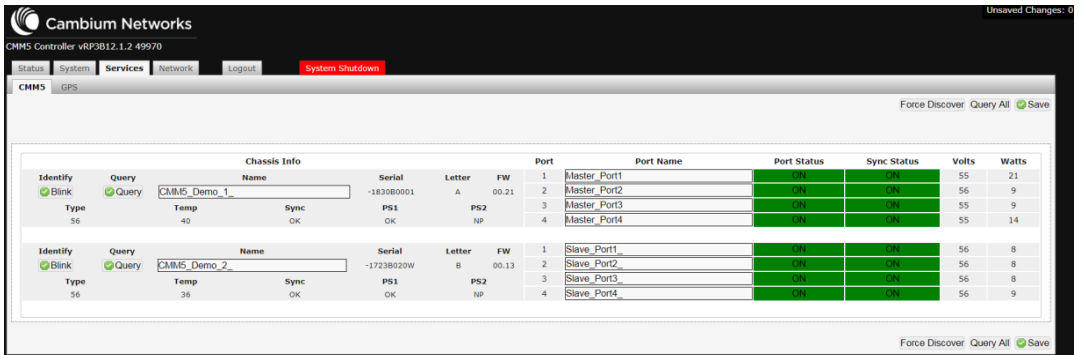 Unsaved Changes: 0
Cambium Networks
CMM5 Controller vRP3B12.1.2 49970
Status System Services Network Logout System Shutdown
CMM5 GPS
Force Discover Query All Save
Chassis Info Port Port Name Port Status Sync Status Volts Watts
Identify Query Name Serial Letter FW 1 Master_Port1 ON ON 55 21
Blink Query CMM5_Demo_1_ -1830B0001 A 00.21 2 Master_Port2 ON ON 56 9
Type Temp Sync PS1 PS2 3 Master_Port3 ON ON 55 9
56 40 OK OK NP 4 Master_Port4 ON ON 55 14
Identify Query Name Serial Letter FW 1 Slave_Port1_ ON ON 56 8
Blink Query CMM5_Demo_2_ -1723B020W B 00.13 2 Slave_Port2_ ON ON 56 8
Type Temp Sync PS1 PS2 3 Slave_Port3_ ON ON 56 8
56 36 OK OK NP 4 Slave_Port4_ ON ON 56 9
Force Discover Query All Save